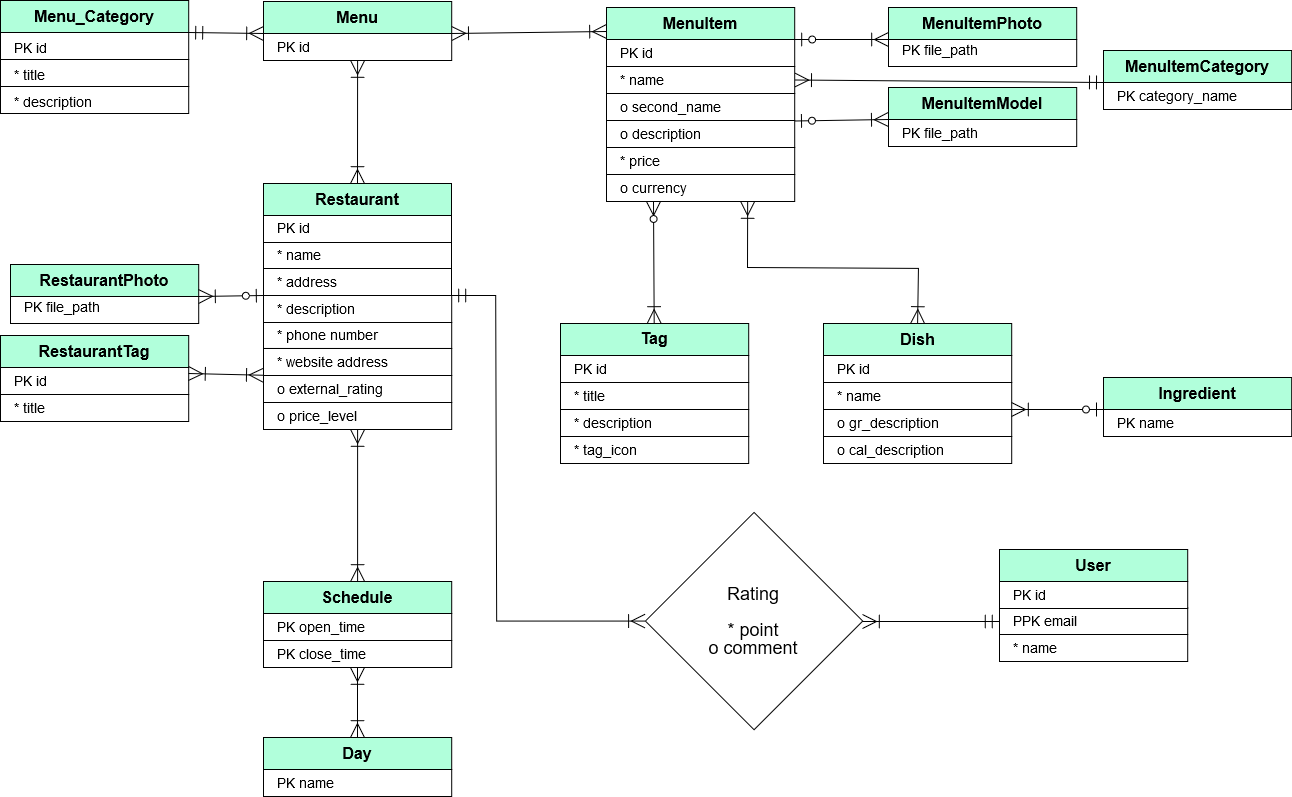 Menu_Category
PK id
* title
* description
Menu
PK id
MenuItem
PK id
* name
o second_name
o description
* price
o currency
MenuItemPhoto
PK file_path
MenuItemCategory
PK category_name
MenuItemModel
PK file_path
Restaurant
PK id
* name
* address
* description
* phone number
* website address
o external_rating
o price_level
RestaurantPhoto
PK file_path
RestaurantTag
PK id
* title
Tag
PK id
* title
* description
* tag_icon
Dish
PK id
* name
o gr_description
o cal_description
Ingredient
PK name
Rating
* point
o comment
User
PK id
PPK email
* name
Schedule
PK open_time
PK close_time
Day
PK name